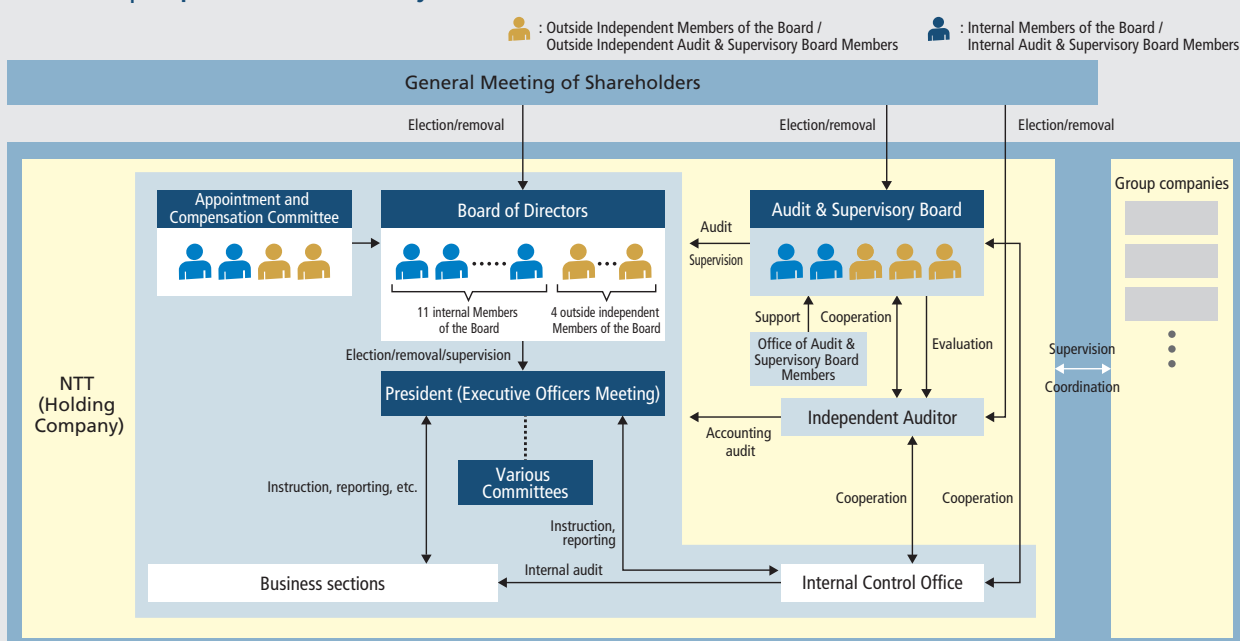 : Outside Independent Members of the Board /
Outside Independent Audit & Supervisory Board Members
: Internal Members of the Board /
Internal Audit & Supervisory Board Members
General Meeting of Shareholders
Election/removal
Election/removal
Election/removal
Appointment and
Compensation Committee
Board of Directors
Audit & Supervisory Board
Group companies
Audit
Supervision
11 internal Members
of the Board
4 outside independent
Members of the Board
Support
Cooperation
Office of Audit &
Supervisory Board
Members
Evaluation
Election/removal/supervision
Supervision
Coordination
NTT
(Holding
Company)
President (Executive Officers Meeting)
Independent Auditor
Accounting
audit
Various
Committees
Instruction, reporting, etc.
Cooperation
Cooperation
Instruction,
reporting
Internal audit
Business sections
Internal Control Office